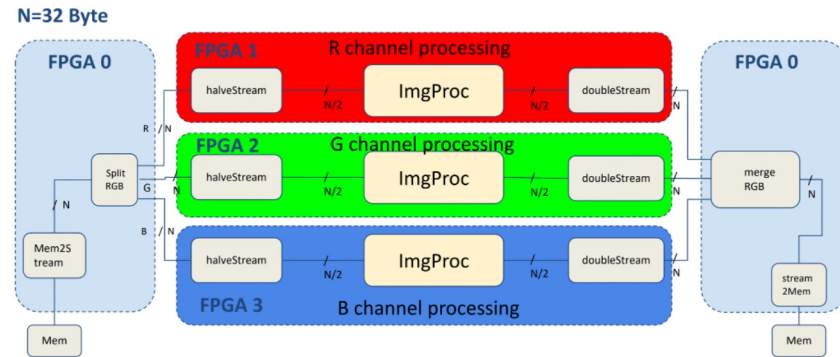 N=32 Byte
FPGA 0
FPGA 1
R channel processing
FPGA 0
halveStream
/
N/2
ImgProc
/
N/2
doubleStream
/
N
R
/ N
FPGA 2
G channel processing
Split
RGB
G
/
N
halveStream
/
N/2
ImgProc
/
N/2
doubleStream
/
N
merge
RGB
/
N
/ N
B
/ N
Mem2S
tream
halveStream
/
N/2
ImgProc
/
N/2
doubleStream
/
N
stream
2Mem
FPGA 3
B channel processing
Mem
Mem